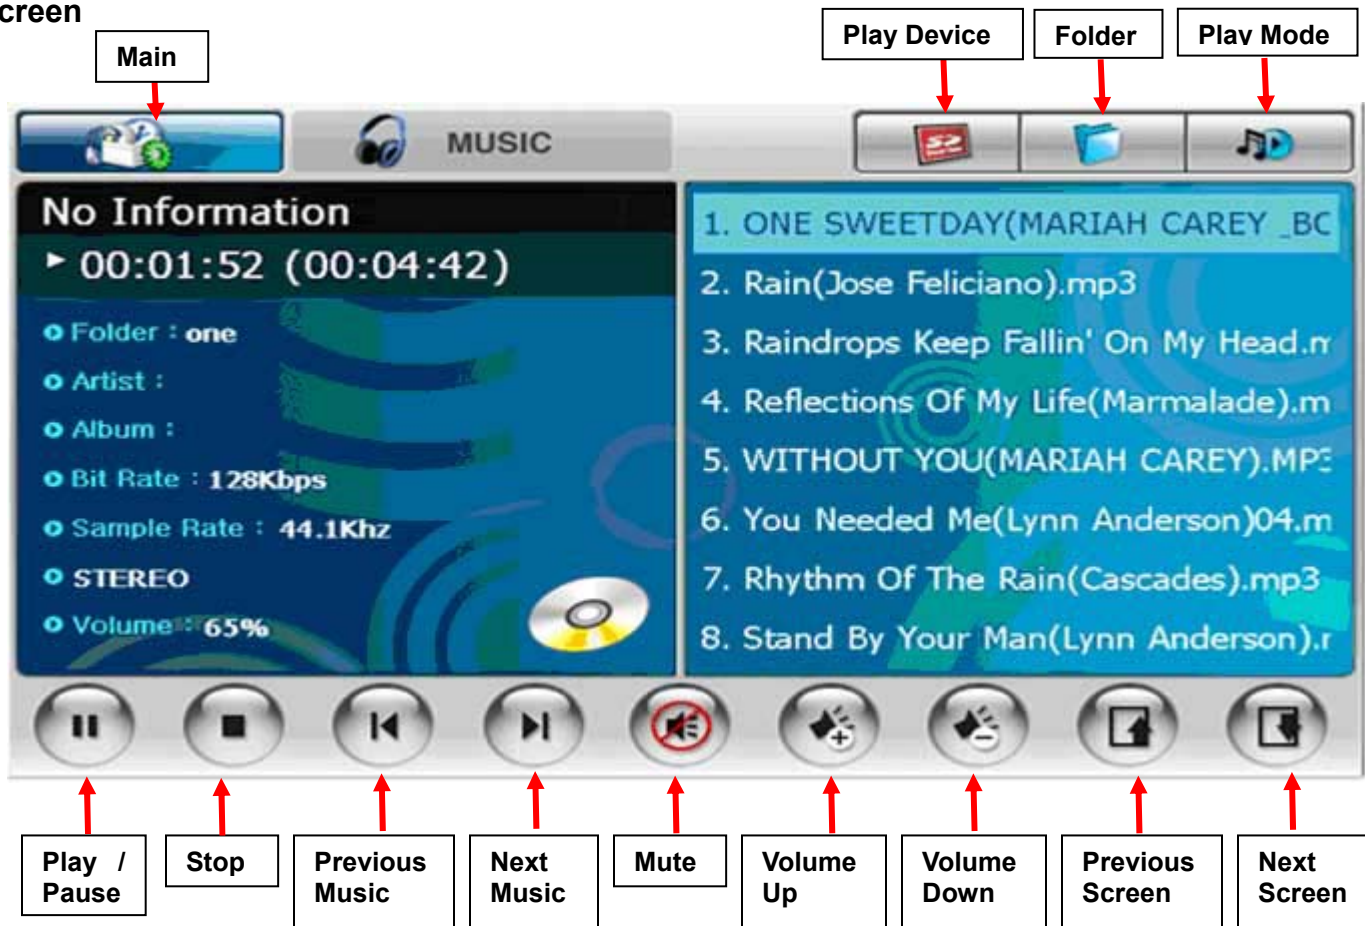 creen
Main
Play Device
Folder
Play Mode
MUSIC
No Information
00:01:52 (00:04:42)
Folder : one
Artist :
Album :
Bit Rate : 128Kbps
Sample Rate : 44.1Khz
STEREO
Volume : 65%
1. ONE SWEETDAY(MARIAH CAREY _BC
2. Rain(Jose Feliciano).mp3
3. Raindrops Keep Fallin' On My Head.m
4. Reflections Of My Life(Marmalade).m
5. WITHOUT YOU(MARIAH CAREY).MP3
6. You Needed Me(Lynn Anderson)04.m
7. Rhythm Of The Rain(Cascades).mp3
8. Stand By Your Man(Lynn Anderson).r
Play /
Pause
Stop
Previous
Music
Next
Music
Mute
Volume
Up
Volume
Down
Previous
Screen
Next
Screen